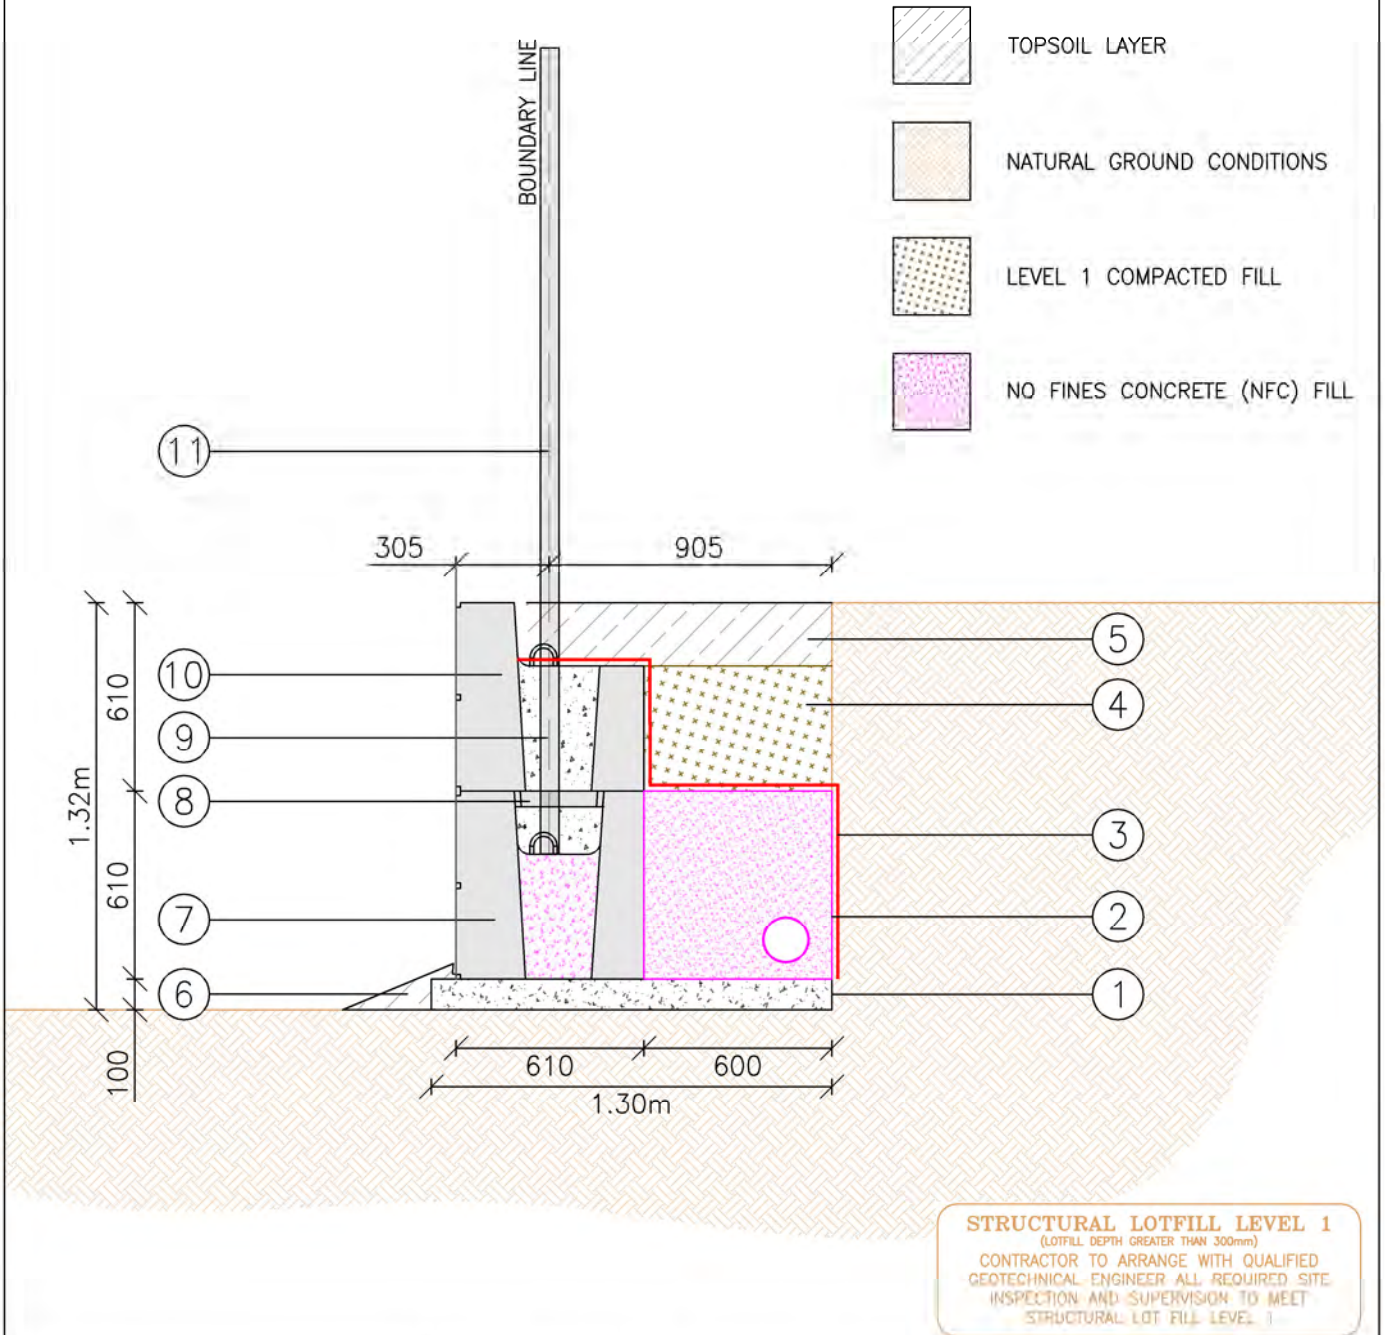 TOPSOIL LAYER
NATURAL GROUND CONDITIONS
LEVEL 1 COMPACTED FILL
NO FINES CONCRETE (NFC) FILL
BOUNDARY LINE
11
305
905
10
9
8
7
6
5
4
3
2
1
610
1.32m
610
100
610
600
1.30m
STRUCTURAL LOTFILL LEVEL 1
(LOTFILL DEPTH GREATER THAN 300mm)
CONTRACTOR TO ARRANGE WITH QUALIFIED
GEOTECHNICAL ENGINEER ALL REQUIRED SITE
INSPECTION AND SUPERVISION TO MEET
STRUCTURAL LOT FILL LEVEL 1